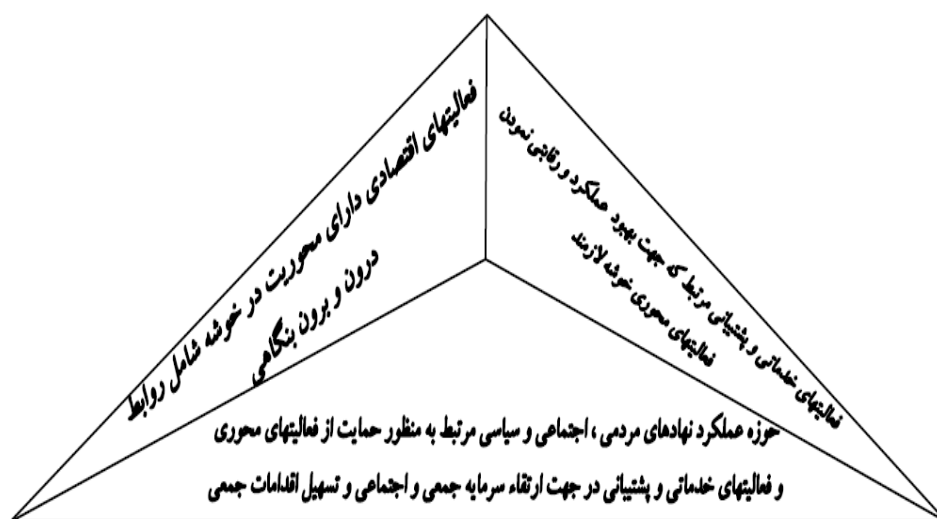 فعالیتهای خدماتی و پشتیبانی مرتبط که جهت بهبود عملکرد و رقابتی نمودن
فعالیتهای محوری خوشه لازمند
فعالیتهای اقتصادی دارای محوریت در خوشه شامل روابط
درون و برون بنگاهی
حوزه عملکرد نهادهای مردمی ، اجتماعی و سیاسی مرتبط به منظور حمایت از فعالیتهای محوری
و فعالیتهای خدماتی و پشتیبانی در جهت ارتقاء سرمایه جمعی و اجتماعی و تسهیل اقدامات جمعی